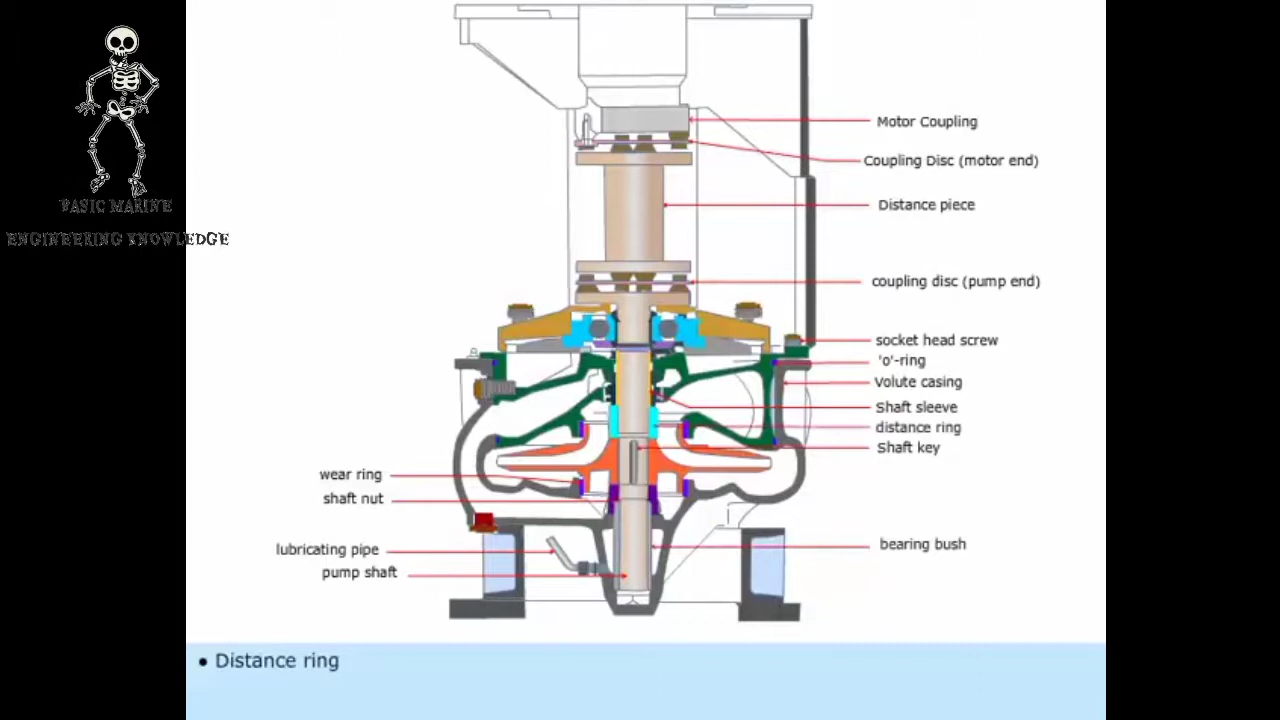 BASIC MARINE
ENGINEERING KNOWLEDGE
Motor Coupling
Coupling Disc (motor end)
Distance piece
coupling disc (pump end)
socket head screw
'o'-ring
Volute casing
Shaft sleeve
distance ring
Shaft key
wear ring
shaft nut
bearing bush
lubricating pipe
pump shaft
• Distance ring